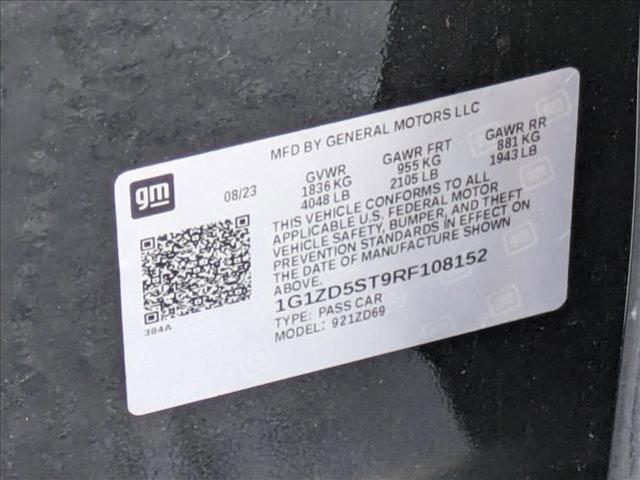 MFD BY GENERAL MOTORS LLC
gm
08/23
GVWR
1836 KG
4048 LB
GAWR FRT
955 KG
2105 LB
GAWR RR
881 KG
1943 LB
THIS VEHICLE CONFORMS TO ALL
APPLICABLE U.S. FEDERAL MOTOR
VEHICLE SAFETY, BUMPER, AND THEFT
PREVENTION STANDARDS IN EFFECT ON
THE DATE OF MANUFACTURE SHOWN
ABOVE.
1G1ZD5ST9RF108152
TYPE: PASS CAR
MODEL: 921ZD69
384A